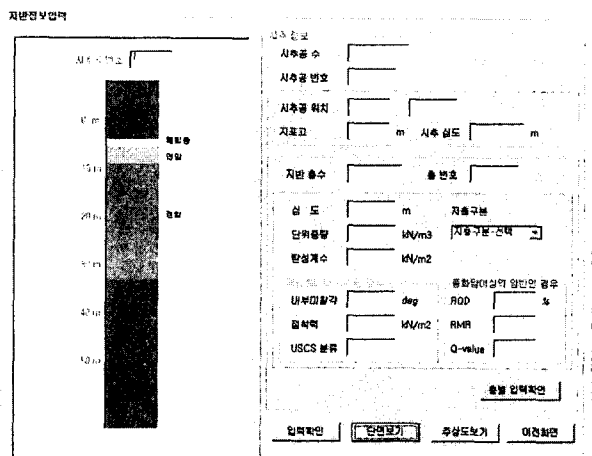 지반정보입력
시추공 번호
10 m
퇴적층
연암
20 m
경암
40 m
50 m
시추 정보
시추공 수
시추공 번호
시추공 위치
지표고 m 시추 심도 m
지반 층수 층 번호
심 도 m 지층구분
단위중량 kN/m3 지층구분-선택
탄성계수 kN/m2
풍화암이상의 암반인 경우
내부마찰각 deg RQD %
점착력 kN/m2 RMR
USCS 분류 Q-value
층별 입력확인
입력확인 단면보기 주상도보기 이전화면